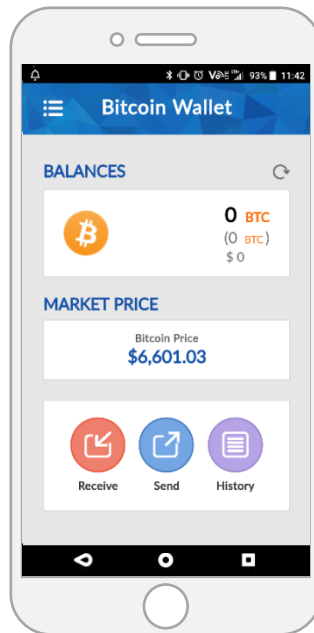 93% 11:42
Bitcoin Wallet
BALANCES
0 BTC
(0 BTC)
$ 0
MARKET PRICE
Bitcoin Price
$6,601.03
Receive Send History